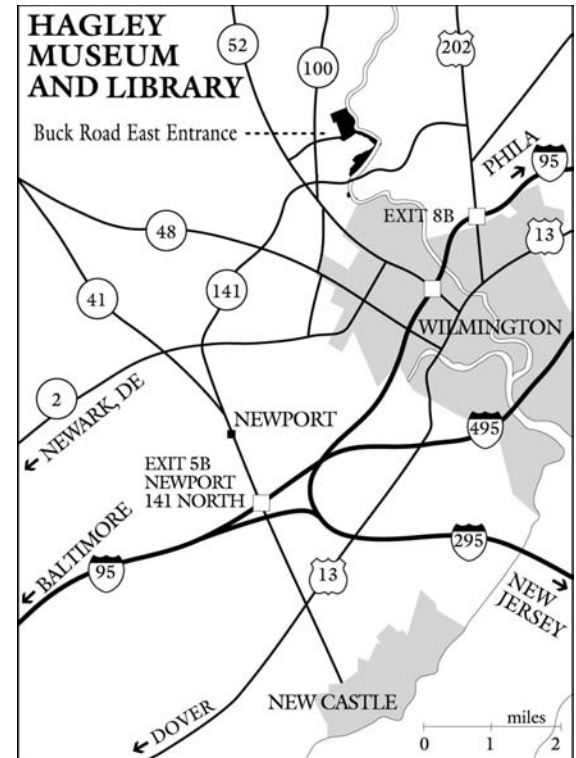 HAGLEY
MUSEUM
AND LIBRARY
52
100
202
Buck Road East Entrance
PHILA
95
EXIT 8B
13
48
41
141
WILMINGTON
2
NEWARK, DE
NEWPORT
495
EXIT 5B
NEWPORT
141 NORTH
BALTIMORE
95
13
295
NEW
JERSEY
NEW CASTLE
DOVER
miles
0 1 2